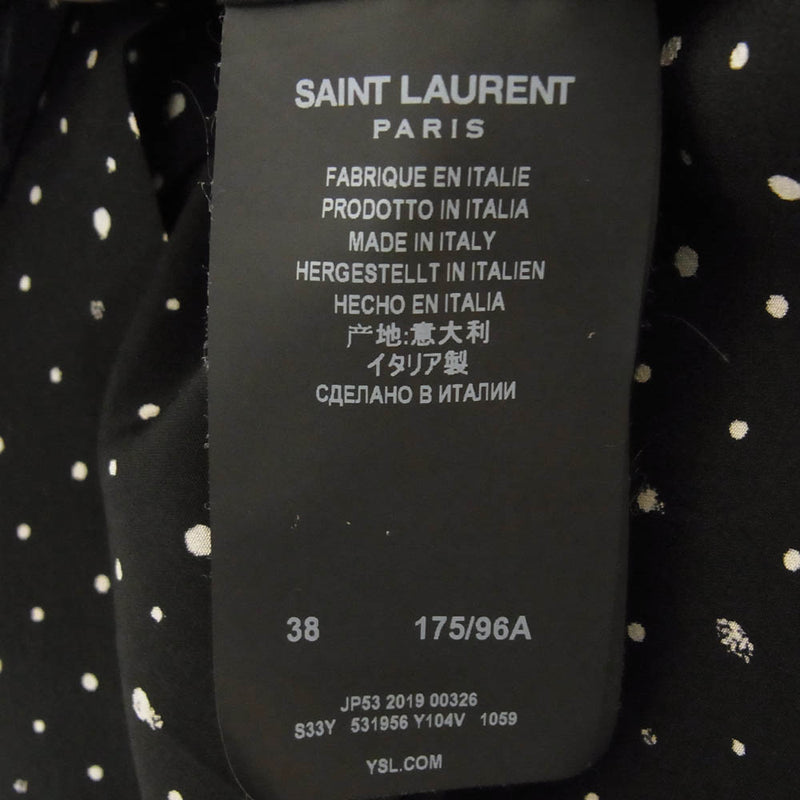 SAINT LAURENT
PARIS
FABRIQUE EN ITALIE
PRODOTTO IN ITALIA
MADE IN ITALY
HERGESTELLT IN ITALIEN
HECHO EN ITALIA
产地:意大利
イタリア製
СДЕЛАНО В ИТАЛИИ
38 175/96A
JP53 2019 00326
S33Y 531956 Y104V 1059
YSL.COM